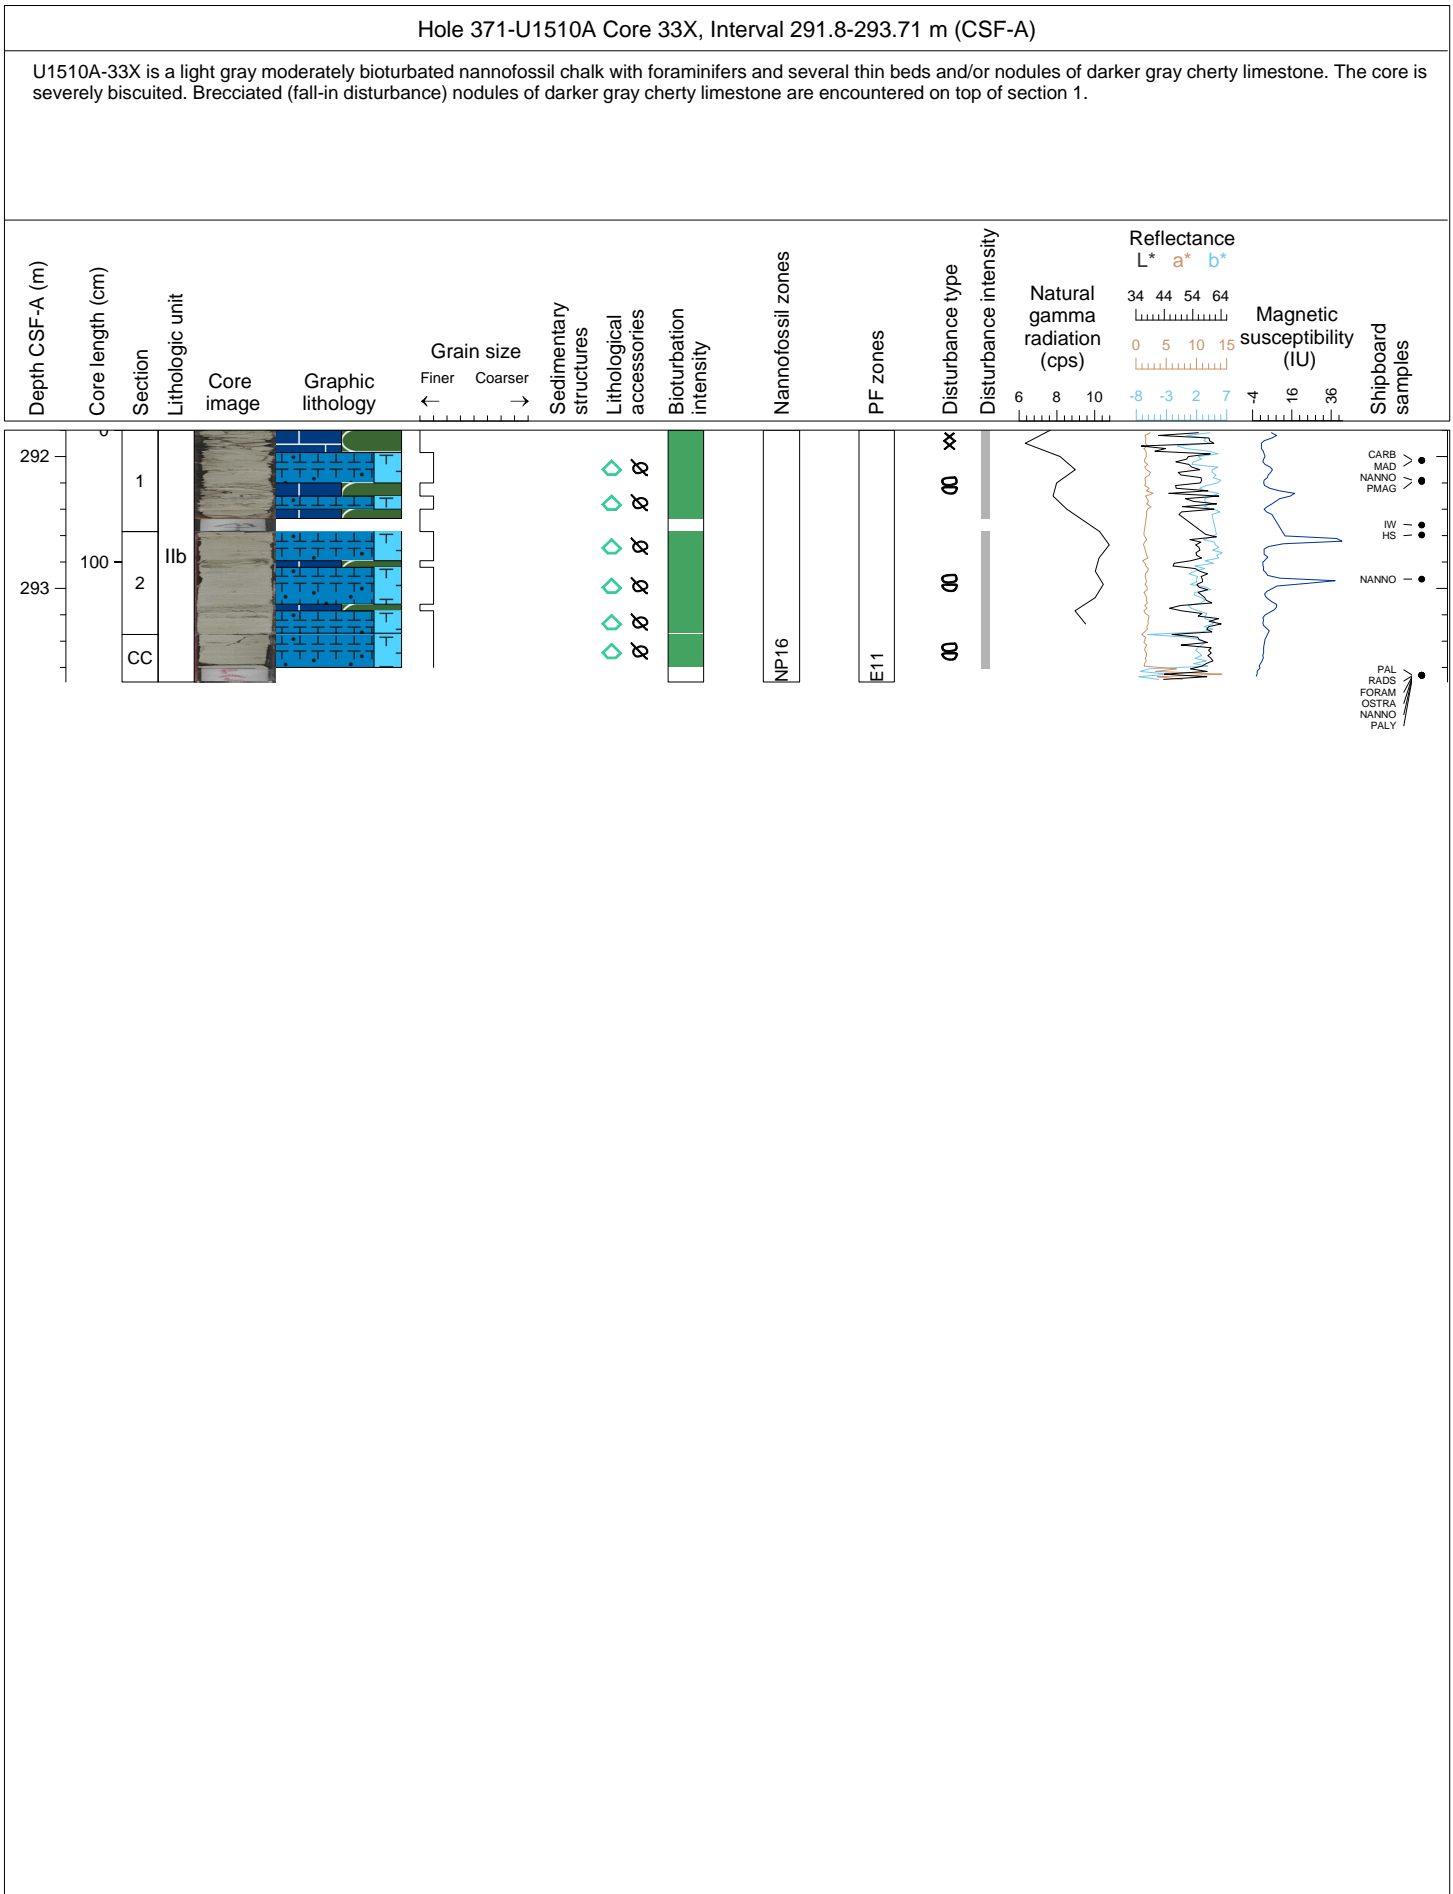 Hole 371-U1510A Core 33X, Interval 291.8-293.71 m (CSF-A)
U1510A-33X is a light gray moderately bioturbated nannofossil chalk with foraminifers and several thin beds and/or nodules of darker gray cherty limestone. The core is
severely biscuited. Brecciated (fall-in disturbance) nodules of darker gray cherty limestone are encountered on top of section 1.
Depth CSF-A (m)
Core length (cm)
Section
Lithologic unit
Core
image
Graphic
lithology
Grain size
Finer Coarser
← →
Sedimentary
structures
Lithological
accessories
Bioturbation
intensity
Nannofossil zones
PF zones
Disturbance type
Disturbance intensity
Natural
gamma
radiation
(cps)
6 8 10
Reflectance
L* a* b*
34 44 54 64
0 5 10 15
-8 -3 2 7
Magnetic
susceptibility
(IU)
-4 16 36
Shipboard
samples
0
292
1
100
IIb
293
2
CC
NP16
E11
CARB
MAD
NANNO
PMAG
IW
HS
NANNO
PAL
RADS
FORAM
OSTRA
NANNO
PALY